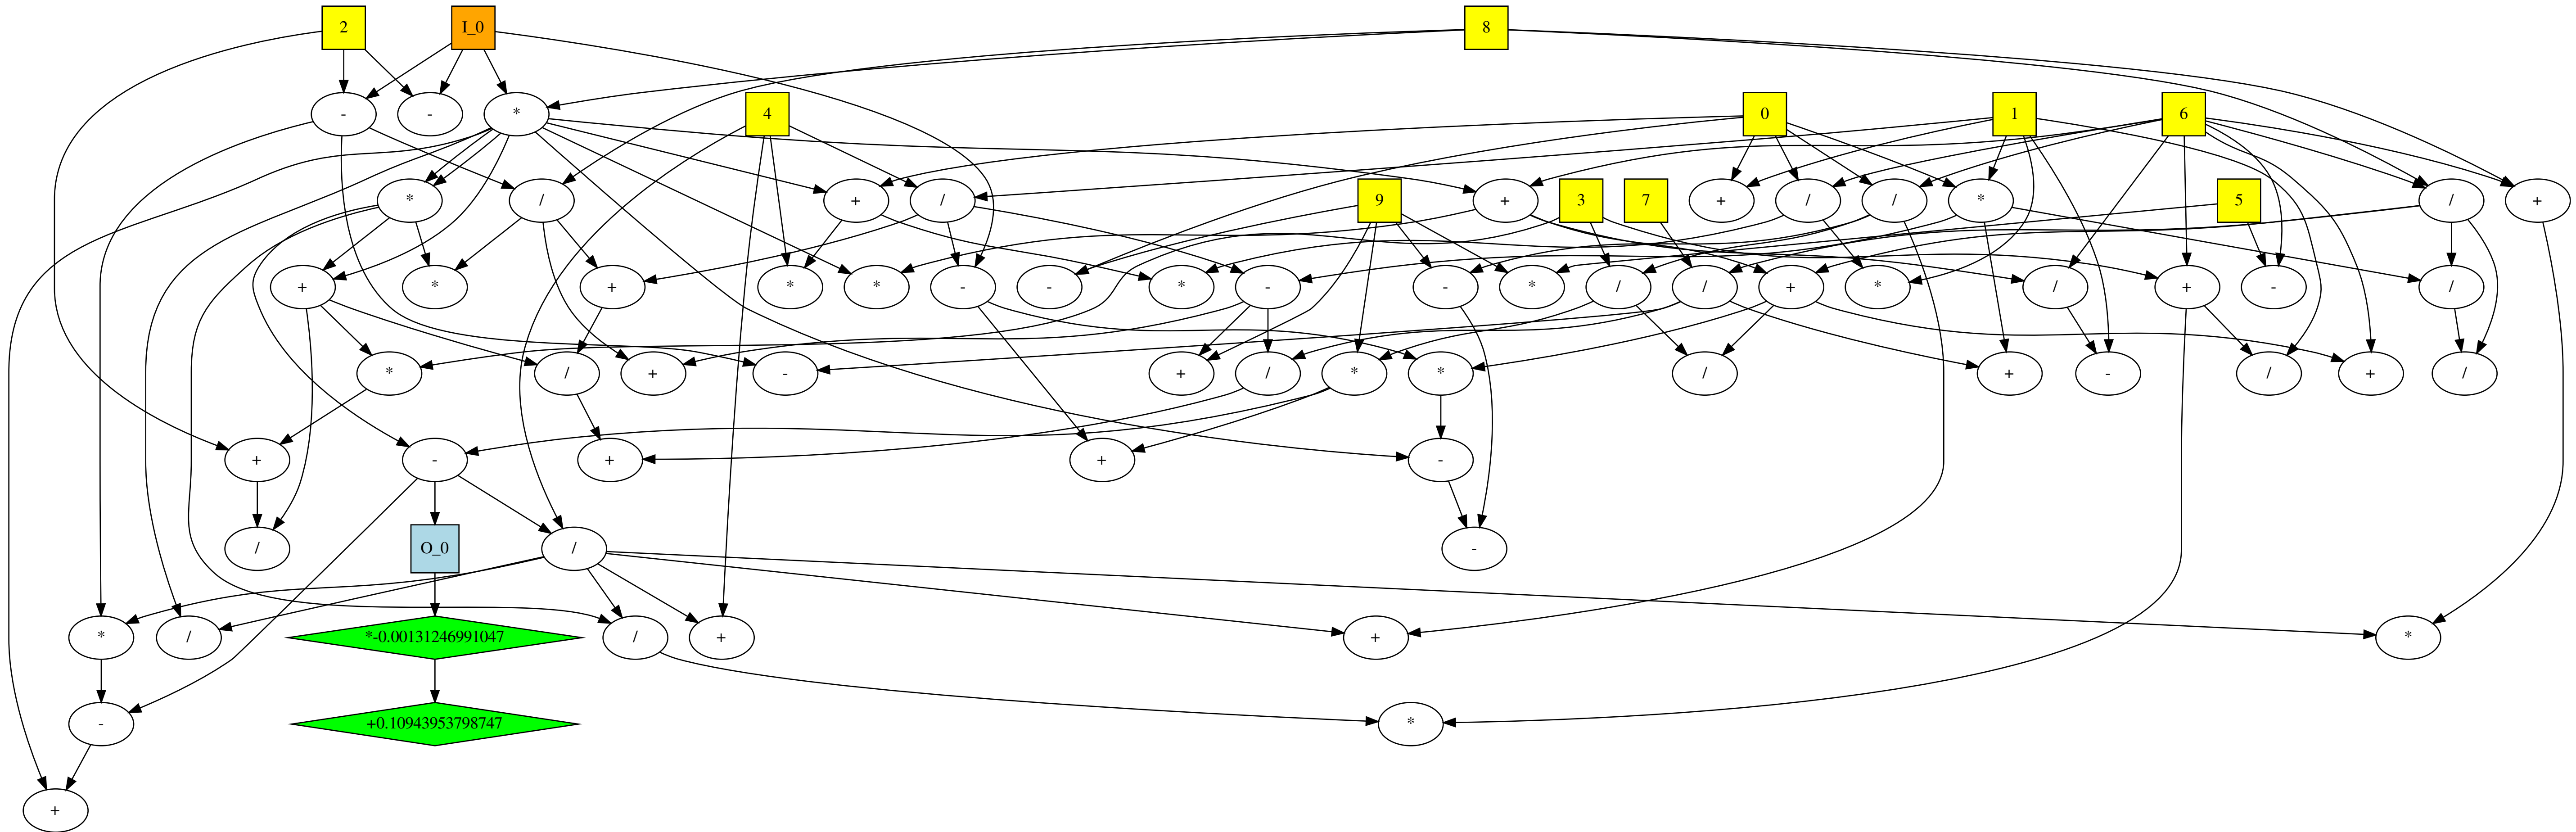 2 I_0 8
- - * 4 0 1 6
* / + / 9 + 3 7 + / / * / 5 +
+ * + * * - - * - - * / / + * / + - /
* / + - + / * * / + - / + /
+ - + + -
/ O_0 / -
* / *-0.00131246991047 / + + *
- +0.10943953798747 *
+